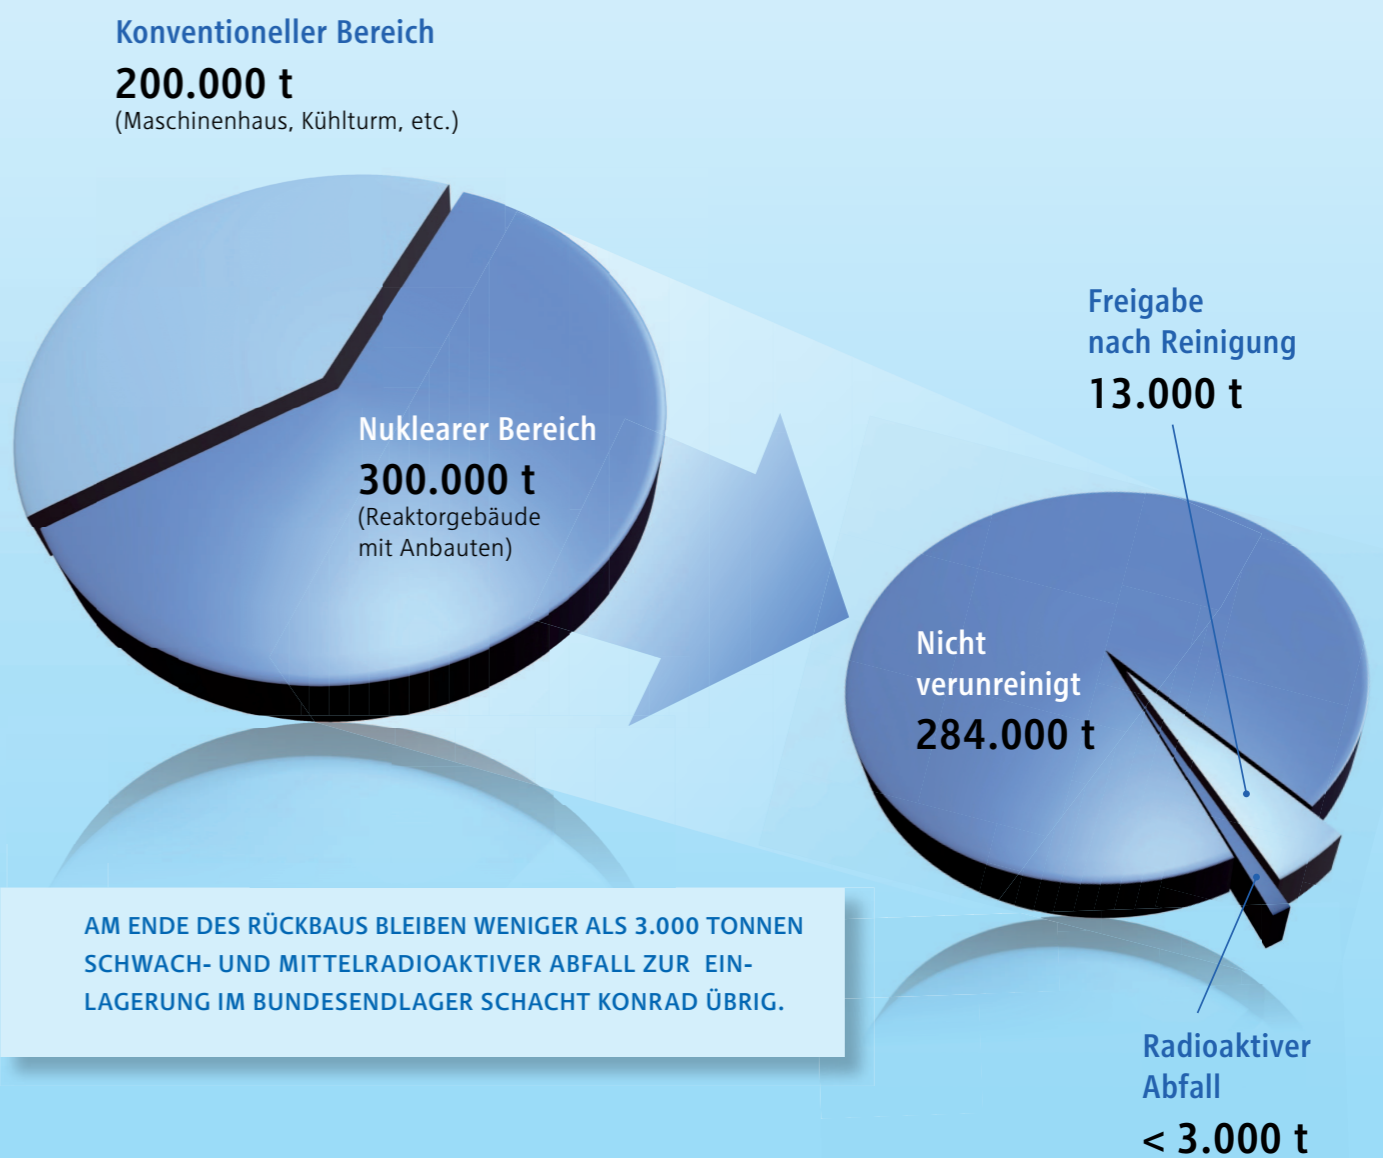 Konventioneller Bereich
200.000 t
(Maschinenhaus, Kühlturm, etc.)
Nuklearer Bereich
300.000 t
(Reaktorgebäude
mit Anbauten)
Freigabe
nach Reinigung
13.000 t
Nicht
verunreinigt
284.000 t
Radioaktiver
Abfall
< 3.000 t
AM ENDE DES RÜCKBAUS BLEIBEN WENIGER ALS 3.000 TONNEN
SCHWACH- UND MITTELRADIOAKTIVER ABFALL ZUR EIN-
LAGERUNG IM BUNDESENDLAGER SCHACHT KONRAD ÜBRIG.